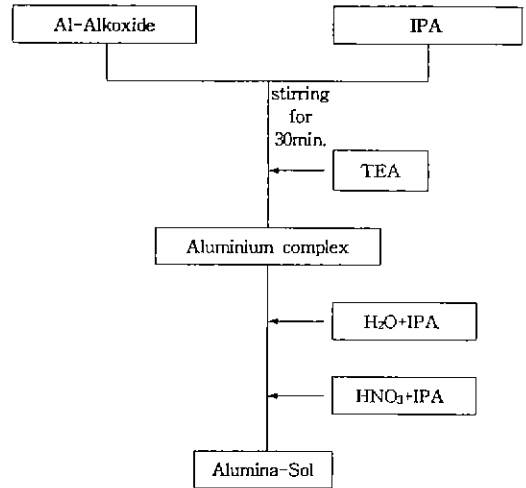 Al-Alkoxide
IPA
stirring
for
30min.
TEA
Aluminium complex
H₂O+IPA
HNO₃+IPA
Alumina-Sol